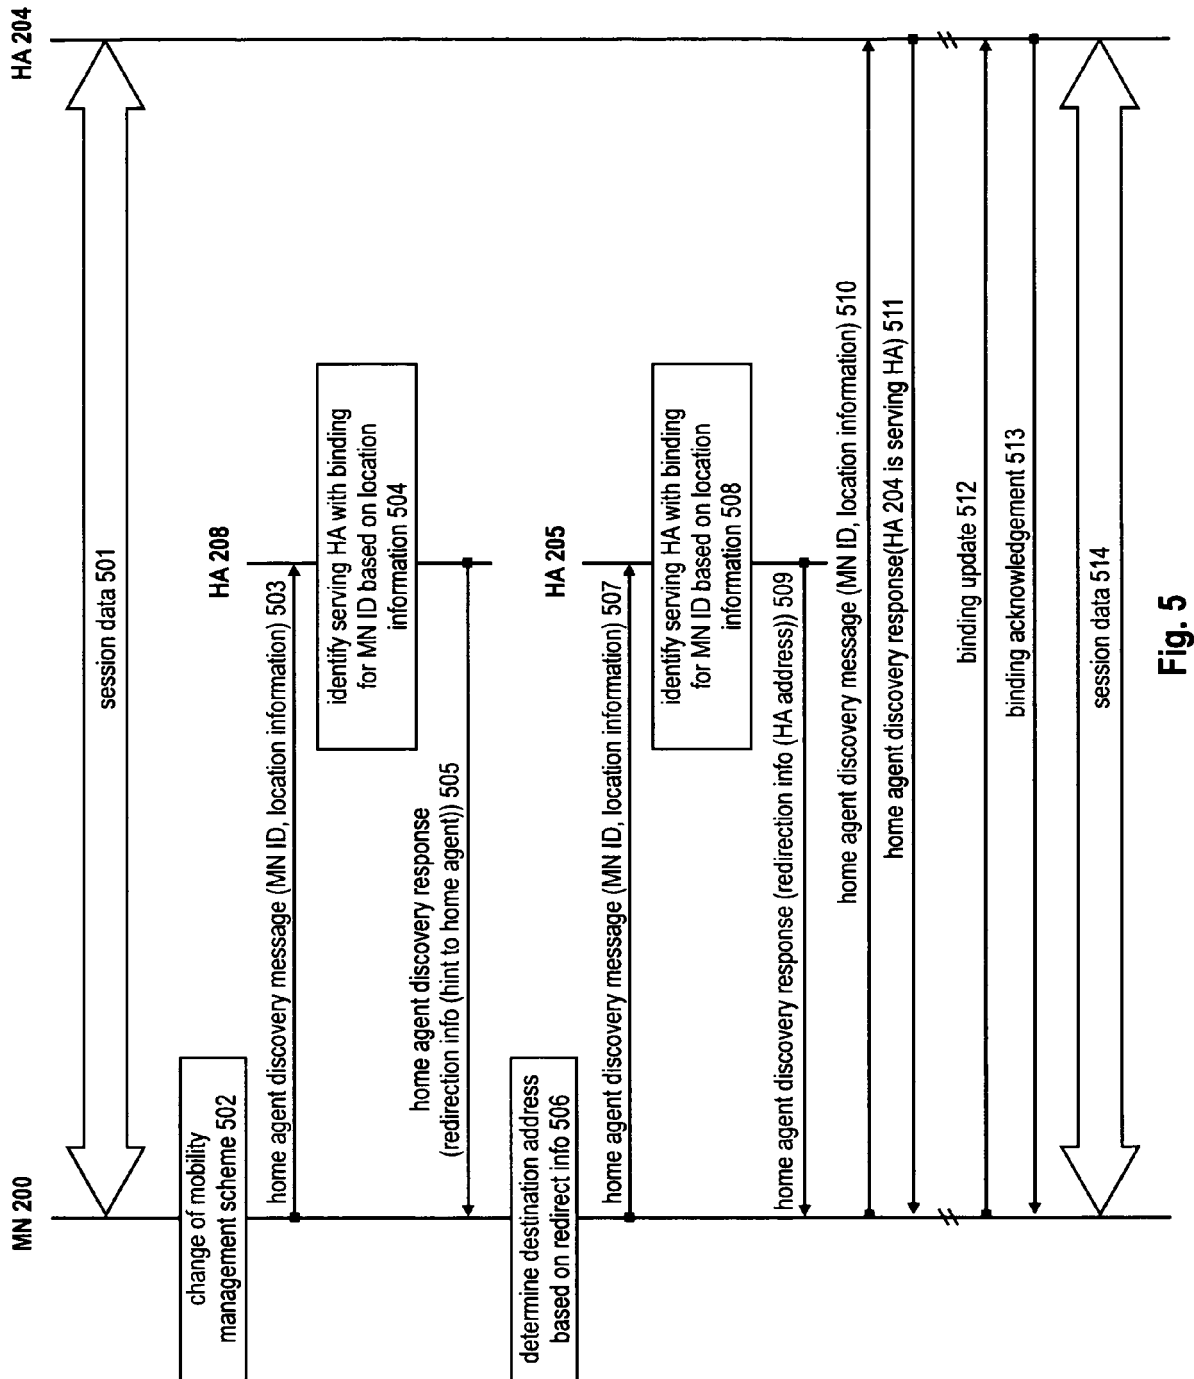 MN 200
HA 204
session data 501
change of mobility
management scheme 502
HA 208
home agent discovery message (MN ID, location information) 503
identify serving HA with binding
for MN ID based on location
information 504
home agent discovery response
(redirection info (hint to home agent)) 505
determine destination address
based on redirect info 506
HA 205
home agent discovery message (MN ID, location information) 507
identify serving HA with binding
for MN ID based on location
information 508
home agent discovery response (redirection info (HA address)) 509
home agent discovery message (MN ID, location information) 510
home agent discovery response(HA 204 is serving HA) 511
binding update 512
binding acknowledgement 513
session data 514
Fig. 5